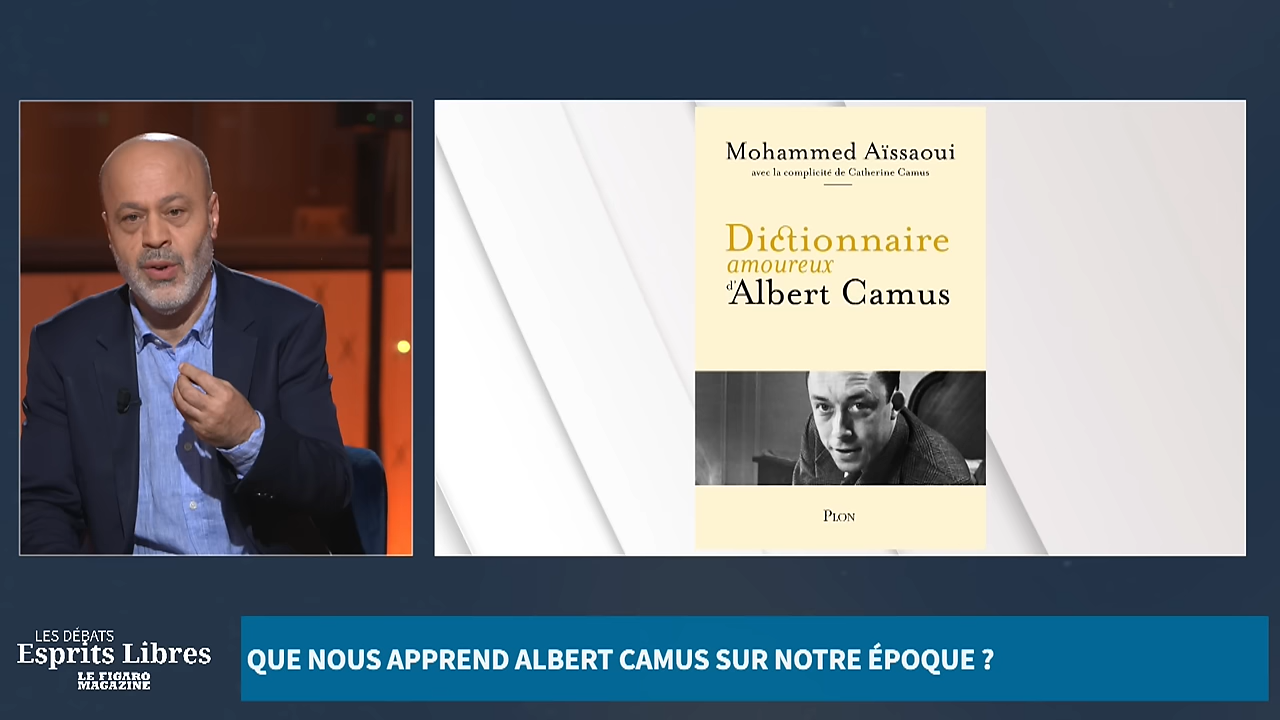 Mohammed Aïssaoui
avec la complicité de Catherine Camus
Dictionnaire
amoureux
d'Albert Camus
PLON
LES DÉBATS
Esprits Libres
LE FIGARO
MAGAZINE
QUE NOUS APPREND ALBERT CAMUS SUR NOTRE ÉPOQUE ?